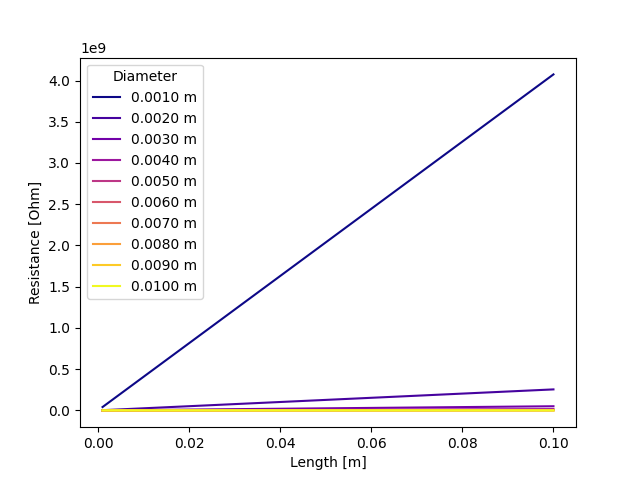 1e9
Resistance [Ohm]
4.0
3.5
3.0
2.5
2.0
1.5
1.0
0.5
0.0
Diameter
0.0010 m
0.0020 m
0.0030 m
0.0040 m
0.0050 m
0.0060 m
0.0070 m
0.0080 m
0.0090 m
0.0100 m
0.00 0.02 0.04 0.06 0.08 0.10
Length [m]